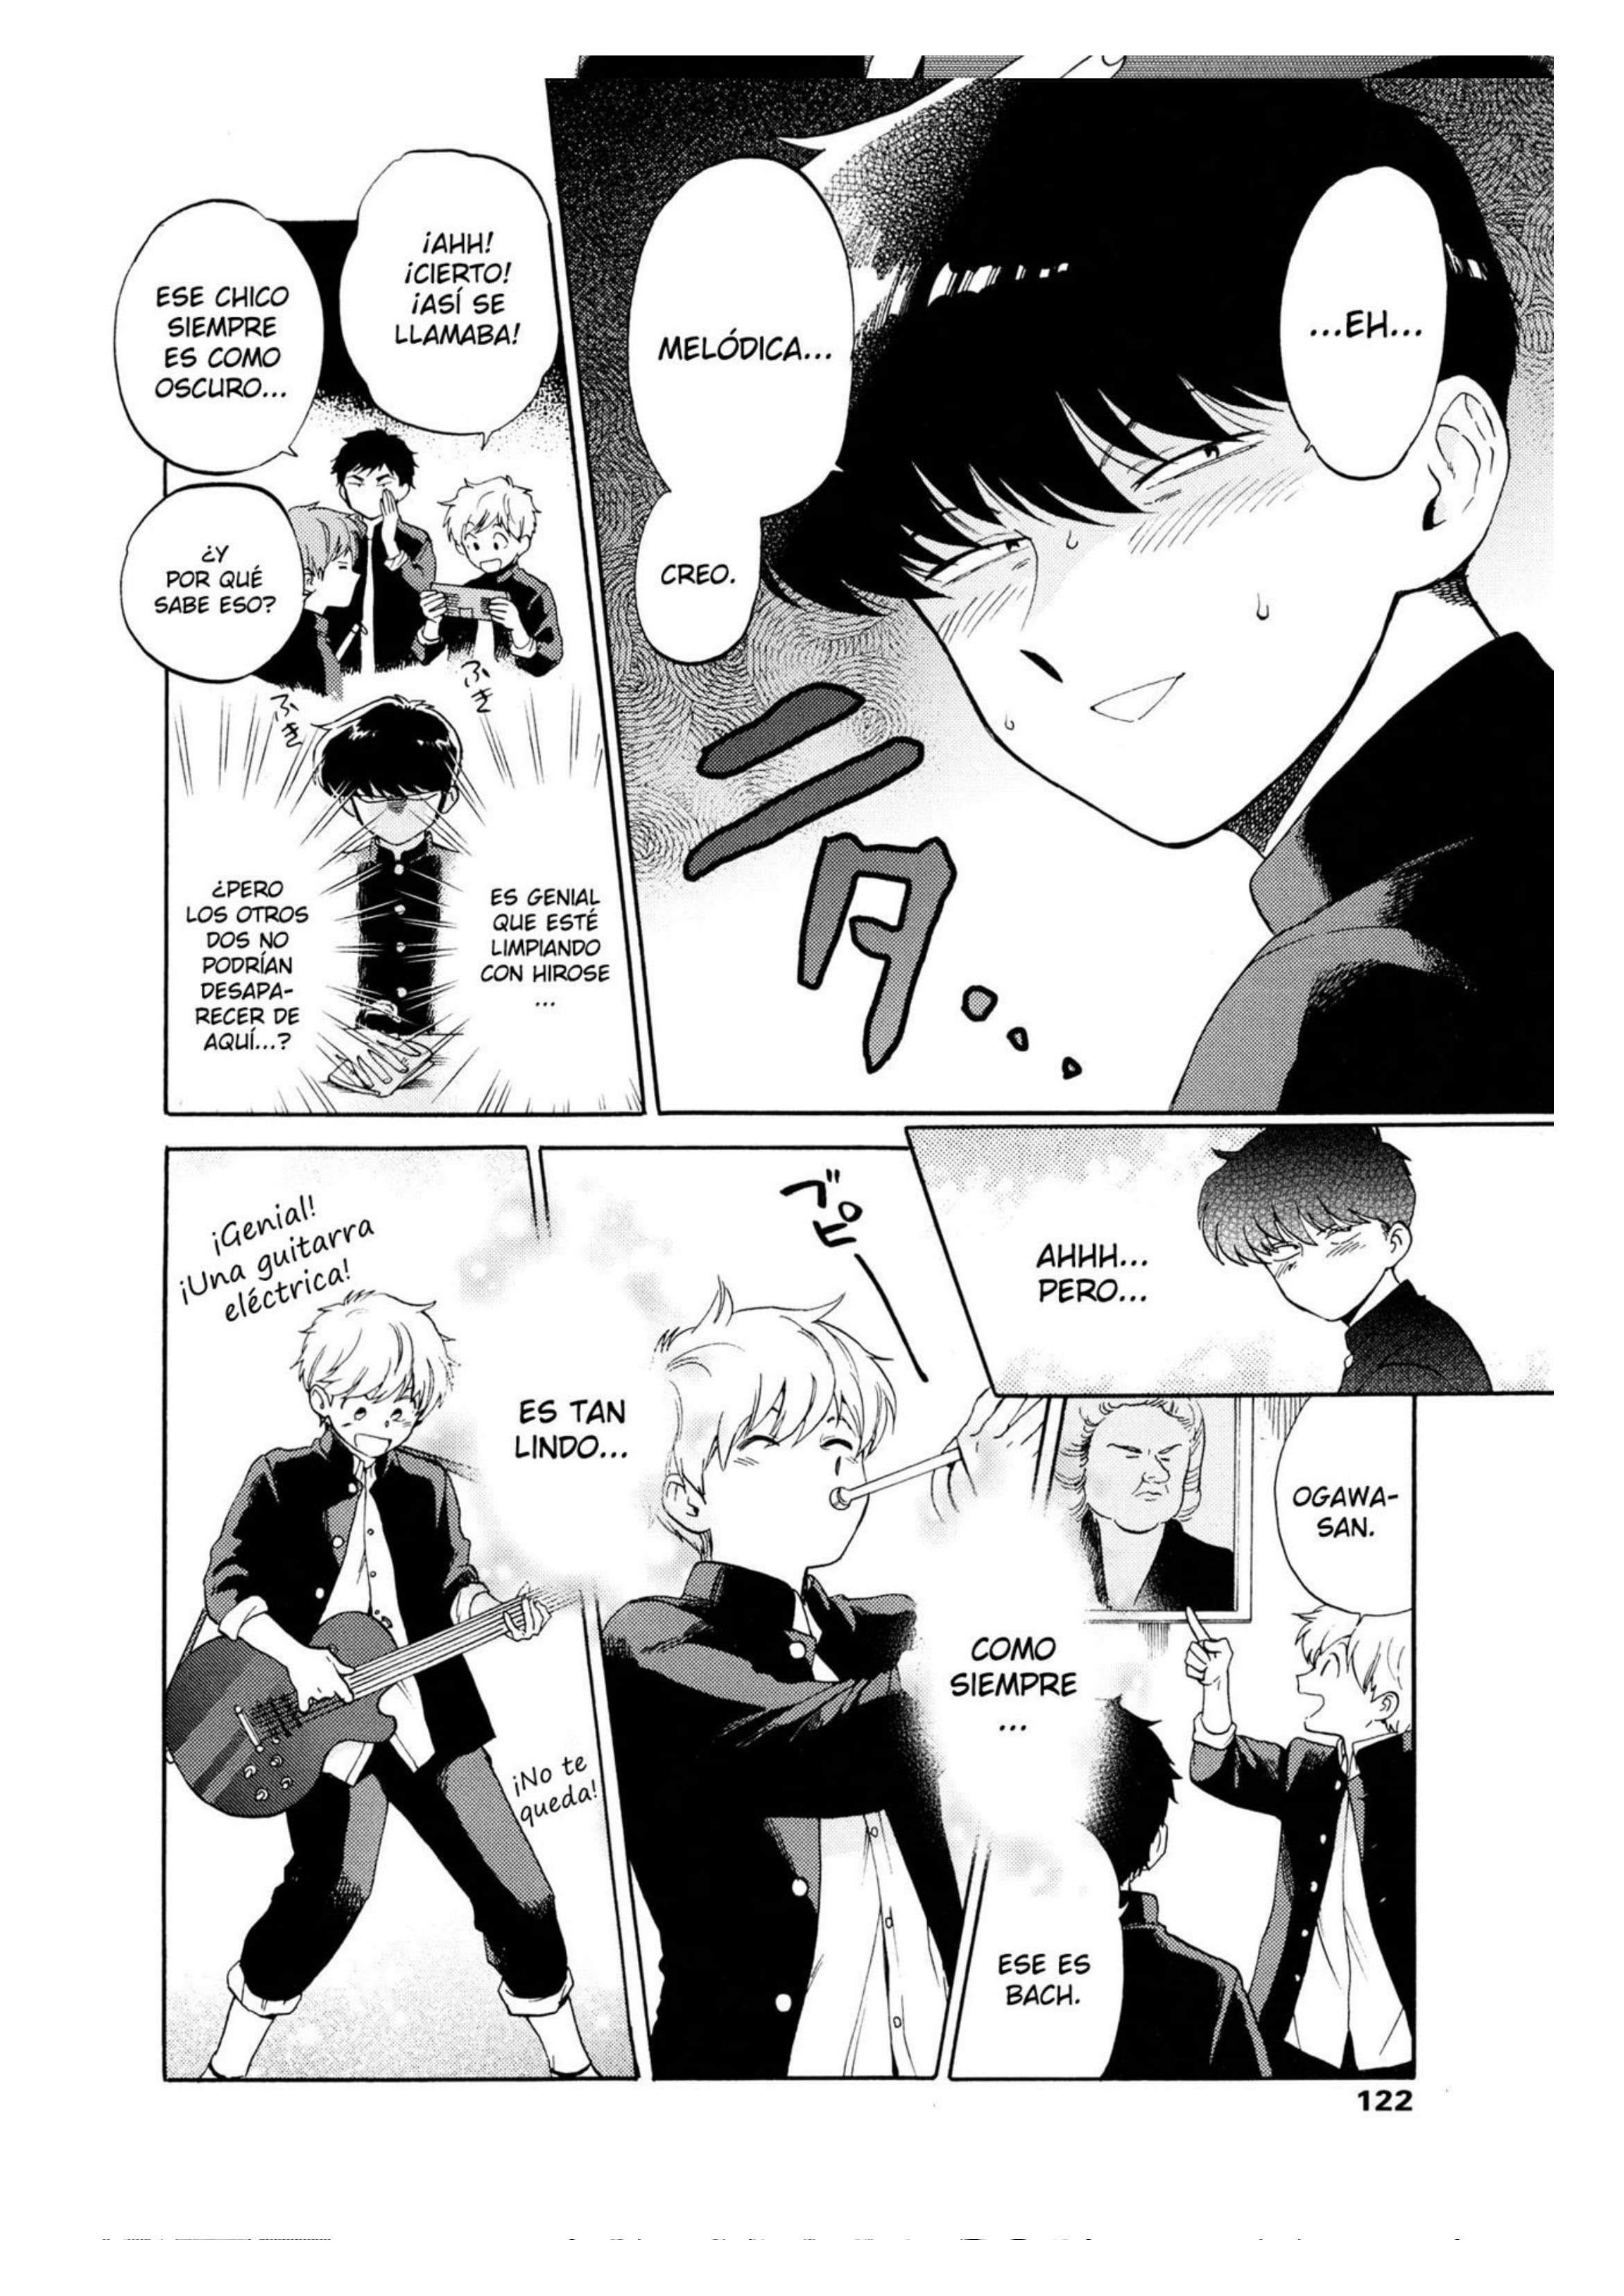 ...EH...
MELÓDICA...
CREO.
ニタ...
¡AHH!
¡CIERTO!
¡ASÍ SE
LLAMABA!
ESE CHICO
SIEMPRE
ES COMO
OSCURO...
¿Y
POR QUÉ
SABE ESO?
ふき
ふき
ES GENIAL
QUE ESTÉ
LIMPIANDO
CON HIROSE
...
¿PERO
LOS OTROS
DOS NO
PODRÍAN
DESAPA-
RECER DE
AQUÍ...?
AHHH...
PERO...
OGAWA-
SAN.
ESE ES
BACH.
COMO
SIEMPRE
...
ピー
ES TAN
LINDO...
¡Genial!
¡Una guitarra
eléctrica!
¡No te
queda!
122